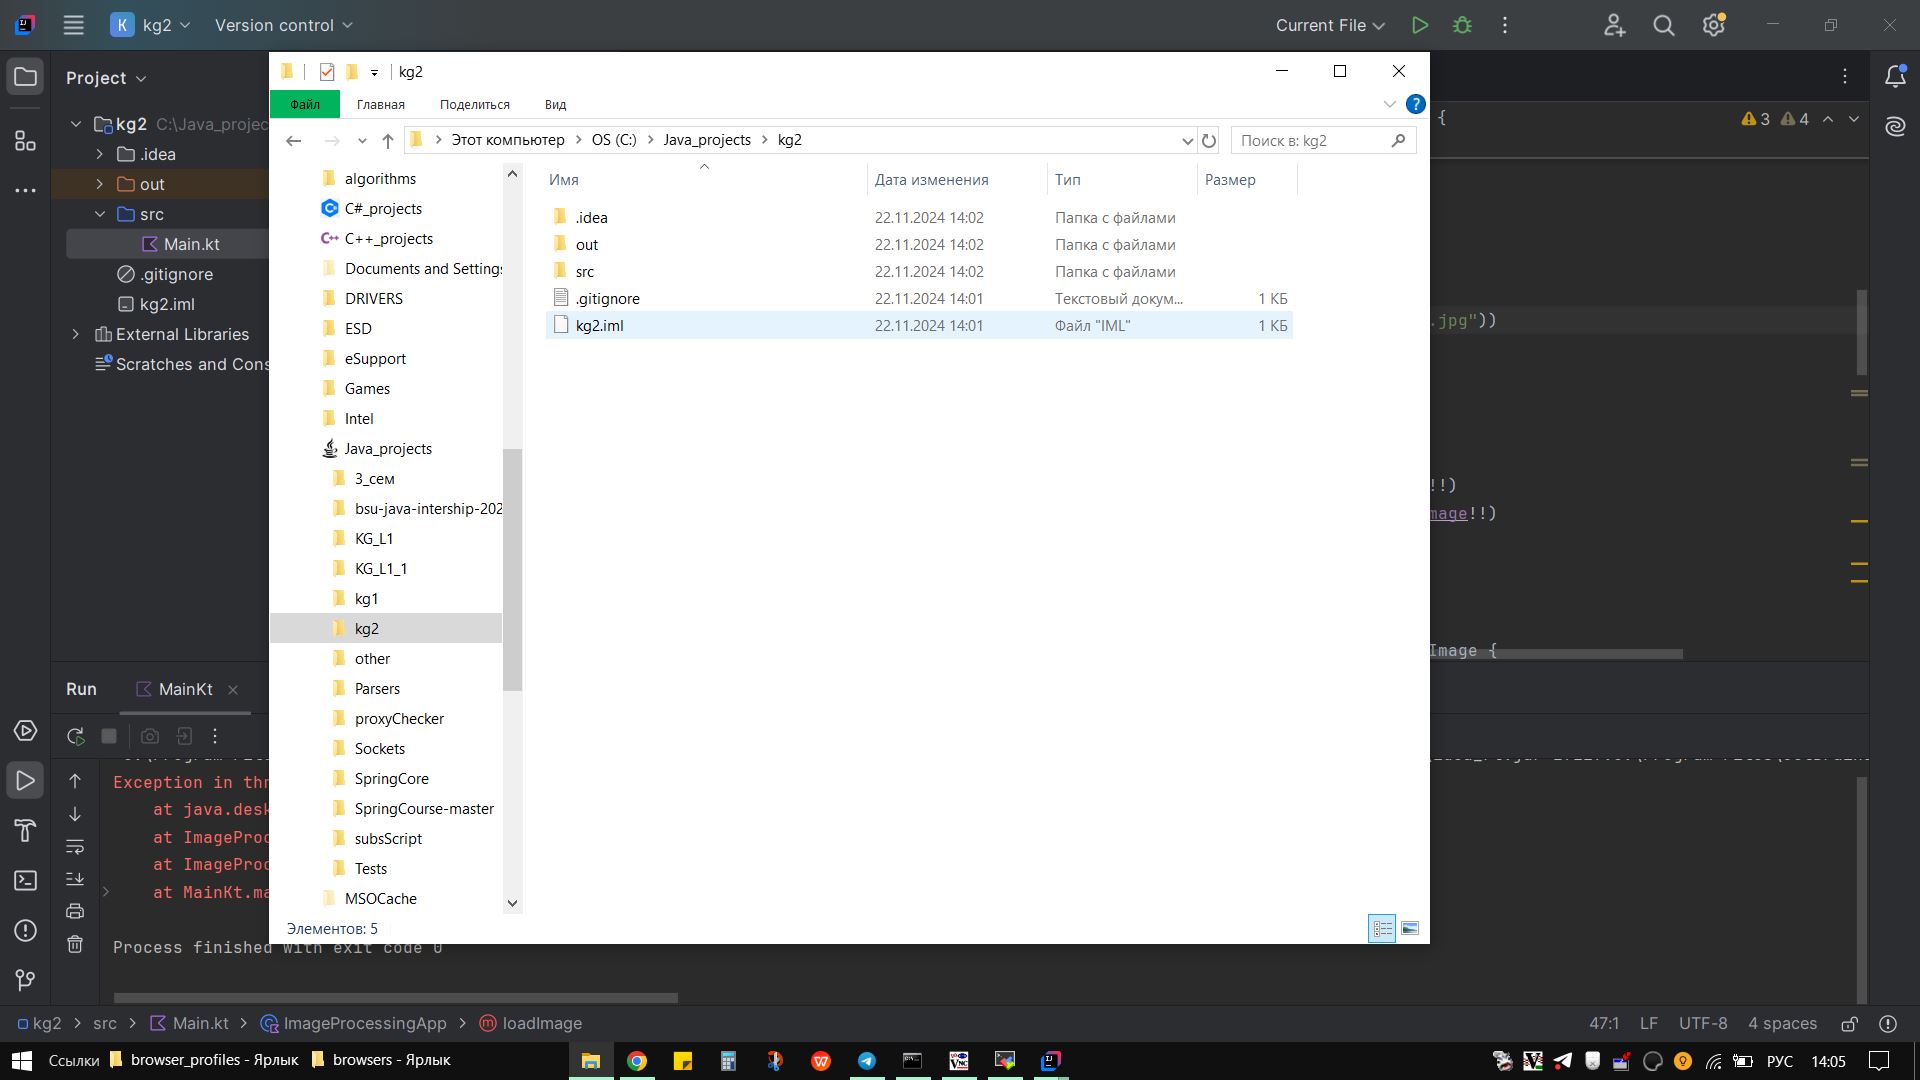 K kg2 Version control Current File
Project
kg2 C:\Java_projec
.idea
out
src
Main.kt
.gitignore
kg2.iml
External Libraries
Scratches and Cons
kg2
Файл Главная Поделиться Вид
Этот компьютер OS (C:) Java_projects kg2
Поиск в: kg2
algorithms
C#_projects
C++_projects
Documents and Settings
DRIVERS
ESD
eSupport
Games
Intel
Java_projects
3_сем
bsu-java-intership-202
KG_L1
KG_L1_1
kg1
kg2
other
Parsers
proxyChecker
Sockets
SpringCore
SpringCourse-master
subsScript
Tests
MSOCache
Имя Дата изменения Тип Размер
.idea 22.11.2024 14:02 Папка с файлами
out 22.11.2024 14:02 Папка с файлами
src 22.11.2024 14:02 Папка с файлами
.gitignore 22.11.2024 14:01 Текстовый докум... 1 КБ
kg2.iml 22.11.2024 14:01 Файл "IML" 1 КБ
Элементов: 5
{
3 4
.jpg"))
!!)
mage!!)
Image {
Run MainKt
Exception in thr
at java.desk
at ImageProc
at ImageProc
at MainKt.ma
Process finished with exit code 0
kg2 src Main.kt ImageProcessingApp loadImage
47:1 LF UTF-8 4 spaces
Ссылки browser_profiles - Ярлык browsers - Ярлык
РУС 14:05